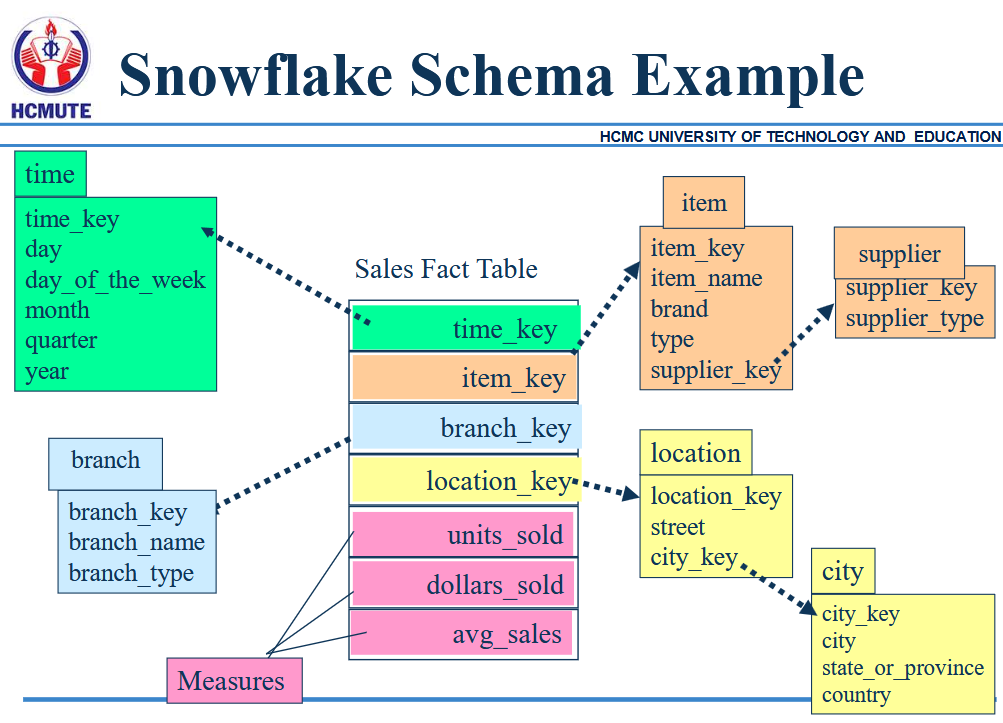 HCMUTE
Snowflake Schema Example
HCMC UNIVERSITY OF TECHNOLOGY AND EDUCATION
time
time_key
day
day_of_the_week
month
quarter
year
branch
branch_key
branch_name
branch_type
Sales Fact Table
time_key
item_key
branch_key
location_key
units_sold
dollars_sold
avg_sales
Measures
item
item_key
item_name
brand
type
supplier_key
supplier
supplier_key
supplier_type
location
location_key
street
city_key
city
city_key
city
state_or_province
country